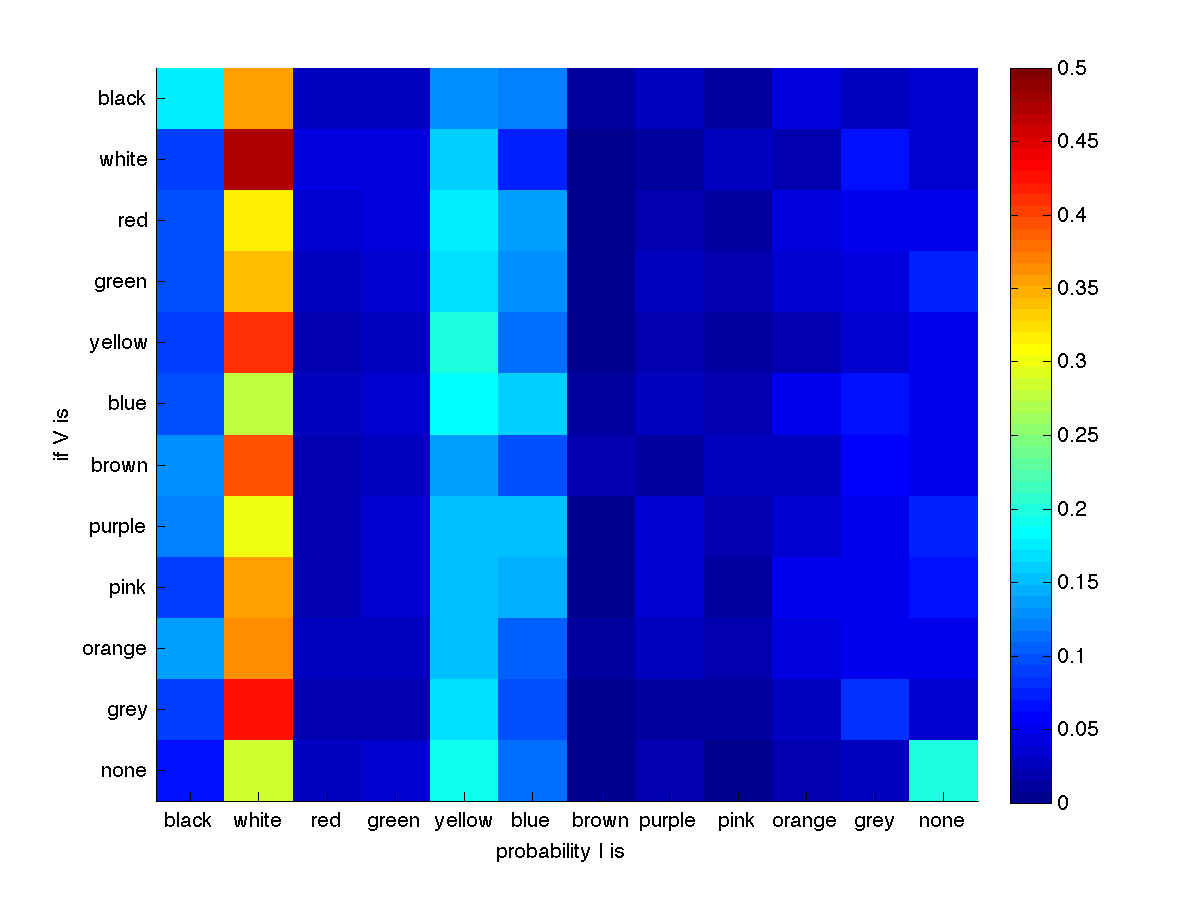 black
white
red
green
yellow
blue
brown
purple
pink
orange
grey
none
if V is
black white red green yellow blue brown purple pink orange grey none
probability I is
0.5
0.45
0.4
0.35
0.3
0.25
0.2
0.15
0.1
0.05
0